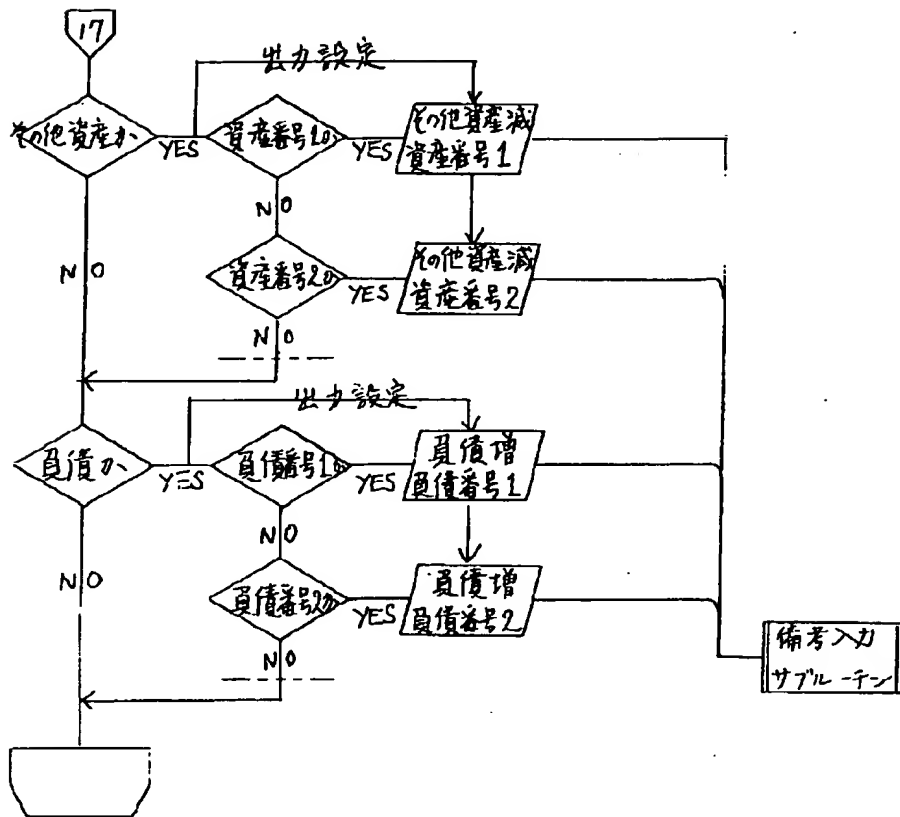 17
出力設定
その他資産か
YES
資産番号1か
YES
その他資産減
資産番号1
NO
NO
資産番号2か
YES
その他資産減
資産番号2
NO
出力設定
負債か
YES
負債番号1か
YES
負債増
負債番号1
NO
NO
負債番号2か
YES
負債増
負債番号2
NO
備考入力
サブルーチン